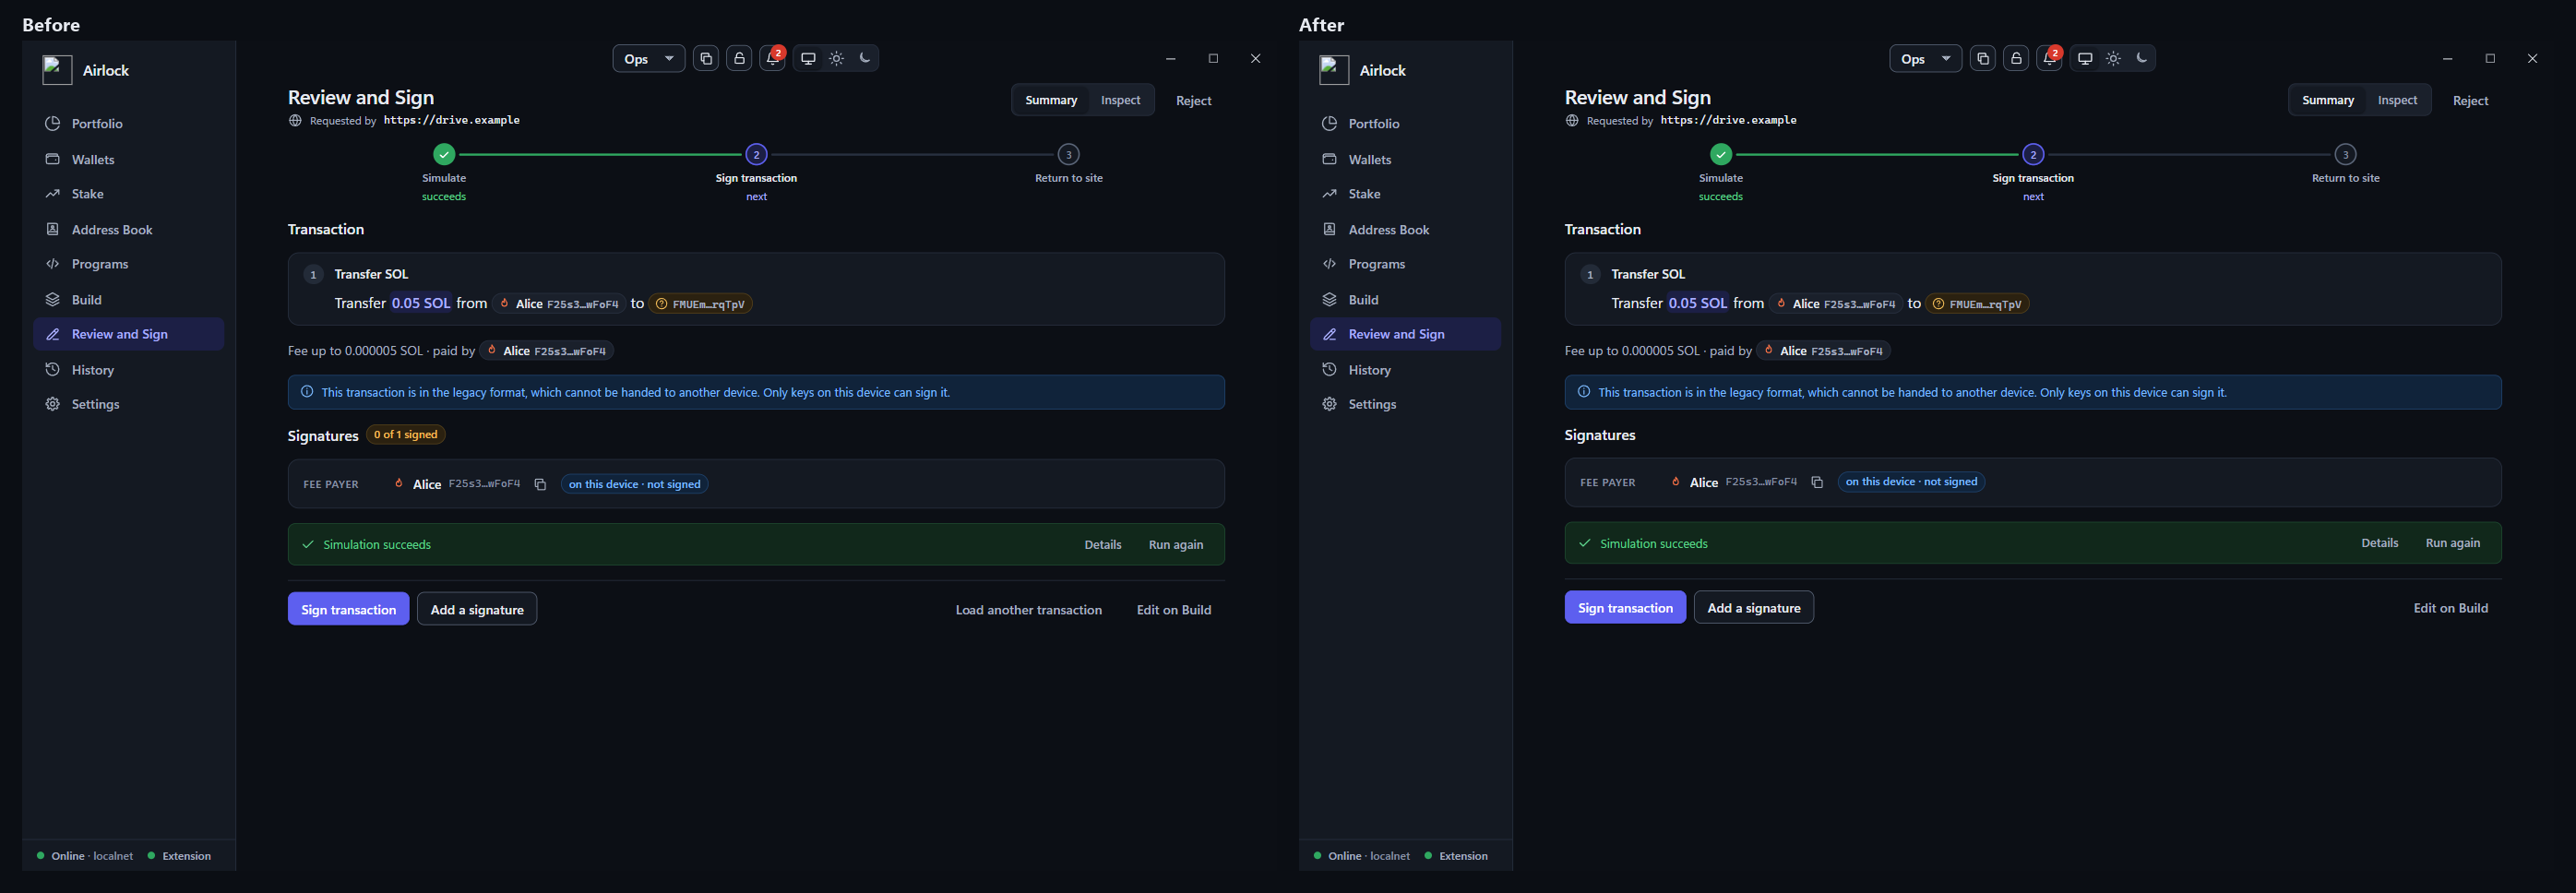 Before
Airlock
Ops
2
Portfolio
Wallets
Stake
Address Book
Programs
Build
Review and Sign
History
Settings
Online · localnet
Extension
Review and Sign
Requested by https://drive.example
Summary
Inspect
Reject
2
3
Simulate
Sign transaction
Return to site
succeeds
next
Transaction
1 Transfer SOL
Transfer 0.05 SOL from Alice F25s3…wFoF4 to FMUEm…rqTpV
Fee up to 0.000005 SOL · paid by Alice F25s3…wFoF4
This transaction is in the legacy format, which cannot be handed to another device. Only keys on this device can sign it.
Signatures 0 of 1 signed
FEE PAYER Alice F25s3…wFoF4 on this device · not signed
Simulation succeeds Details Run again
Sign transaction Add a signature Load another transaction Edit on Build
After
Airlock
Ops
2
Portfolio
Wallets
Stake
Address Book
Programs
Build
Review and Sign
History
Settings
Online · localnet
Extension
Review and Sign
Requested by https://drive.example
Summary
Inspect
Reject
2
3
Simulate
Sign transaction
Return to site
succeeds
next
Transaction
1 Transfer SOL
Transfer 0.05 SOL from Alice F25s3…wFoF4 to FMUEm…rqTpV
Fee up to 0.000005 SOL · paid by Alice F25s3…wFoF4
This transaction is in the legacy format, which cannot be handed to another device. Only keys on this device can sign it.
Signatures
FEE PAYER Alice F25s3…wFoF4 on this device · not signed
Simulation succeeds Details Run again
Sign transaction Add a signature Edit on Build